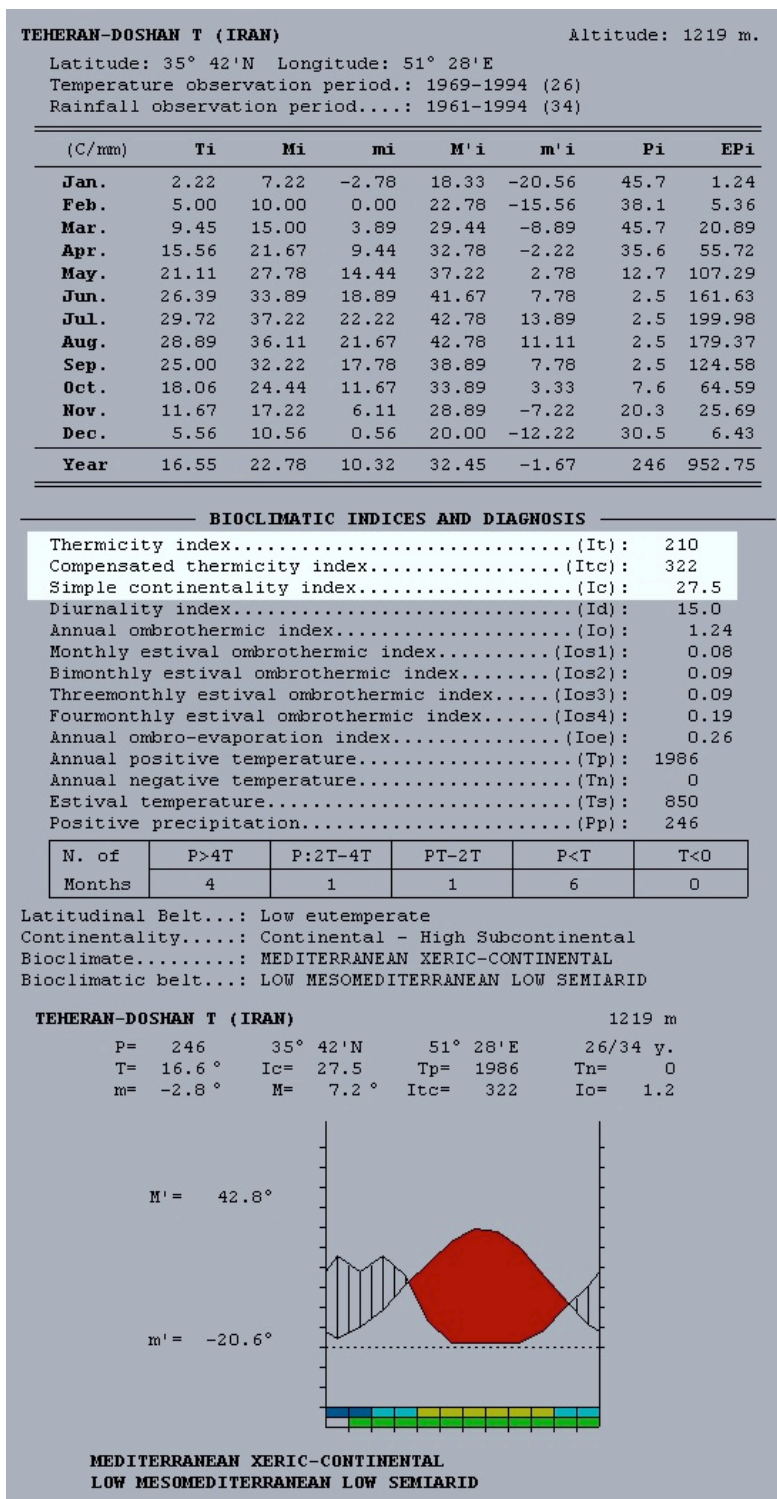 TEHERAN-DOSHAN T (IRAN) Altitude: 1219 m.
Latitude: 35° 42'N Longitude: 51° 28'E
Temperature observation period.: 1969-1994 (26)
Rainfall observation period....: 1961-1994 (34)
(C/mm) Ti Mi mi M'i m'i Pi EPi
Jan. 2.22 7.22 -2.78 18.33 -20.56 45.7 1.24
Feb. 5.00 10.00 0.00 22.78 -15.56 38.1 5.36
Mar. 9.45 15.00 3.89 29.44 -8.89 45.7 20.89
Apr. 15.56 21.67 9.44 32.78 -2.22 35.6 55.72
May. 21.11 27.78 14.44 37.22 2.78 12.7 107.29
Jun. 26.39 33.89 18.89 41.67 7.78 2.5 161.63
Jul. 29.72 37.22 22.22 42.78 13.89 2.5 199.98
Aug. 28.89 36.11 21.67 42.78 11.11 2.5 179.37
Sep. 25.00 32.22 17.78 38.89 7.78 2.5 124.58
Oct. 18.06 24.44 11.67 33.89 3.33 7.6 64.59
Nov. 11.67 17.22 6.11 28.89 -7.22 20.3 25.69
Dec. 5.56 10.56 0.56 20.00 -12.22 30.5 6.43
Year 16.55 22.78 10.32 32.45 -1.67 246 952.75
BIOCLIMATIC INDICES AND DIAGNOSIS
Thermicity index..............................(It): 210
Compensated thermicity index.................(Itc): 322
Simple continentality index...................(Ic): 27.5
Diurnality index..............................(Id): 15.0
Annual ombrothermic index.....................(Io): 1.24
Monthly estival ombrothermic index..........(Ios1): 0.08
Bimonthly estival ombrothermic index........(Ios2): 0.09
Threemonthly estival ombrothermic index.....(Ios3): 0.09
Fourmonthly estival ombrothermic index......(Ios4): 0.19
Annual ombro-evaporation index...............(Ioe): 0.26
Annual positive temperature...................(Tp): 1986
Annual negative temperature...................(Tn): 0
Estival temperature...........................(Ts): 850
Positive precipitation........................(Pp): 246
N. of P>4T P:2T-4T PT-2T P<T T<0
Months 4 1 1 6 0
Latitudinal Belt...: Low eutemperate
Continentality.....: Continental - High Subcontinental
Bioclimate.........: MEDITERRANEAN XERIC-CONTINENTAL
Bioclimatic belt...: LOW MESOMEDITERRANEAN LOW SEMIARID
TEHERAN-DOSHAN T (IRAN) 1219 m
P= 246 35° 42'N 51° 28'E 26/34 y.
T= 16.6° Ic= 27.5 Tp= 1986 Tn= 0
m= -2.8° M= 7.2° Itc= 322 Io= 1.2
M'= 42.8°
m'= -20.6°
MEDITERRANEAN XERIC-CONTINENTAL
LOW MESOMEDITERRANEAN LOW SEMIARID